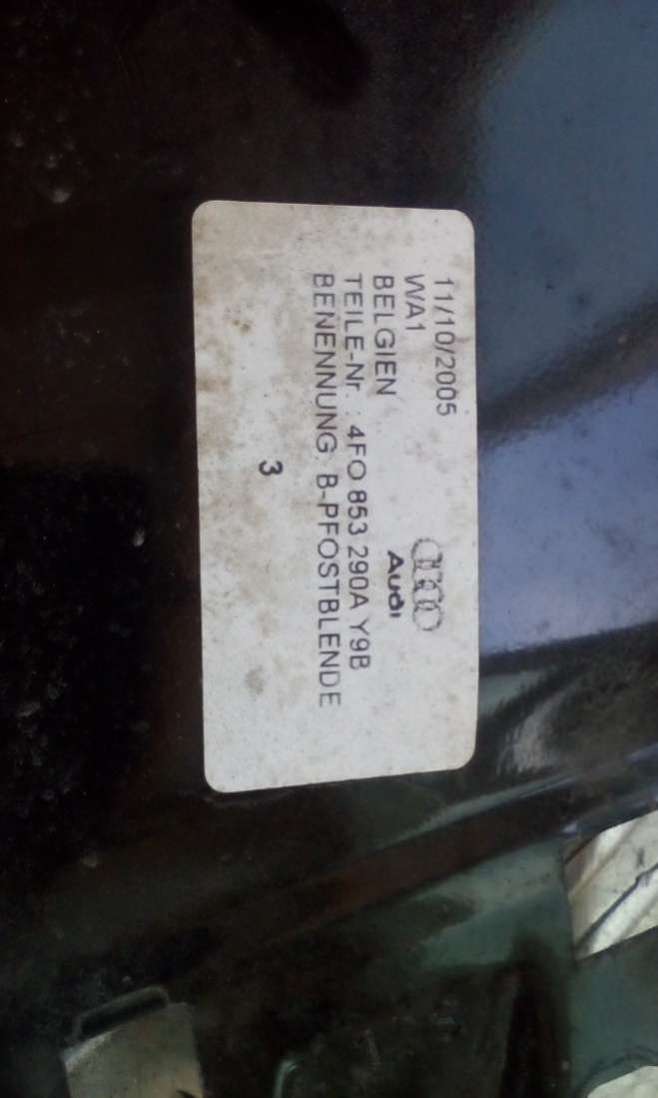 11/10/2005
WA1
BELGIEN
Audi
TEILE-Nr. : 4FO 853 290A Y9B
BENENNUNG: B-PFOSTBLENDE
3